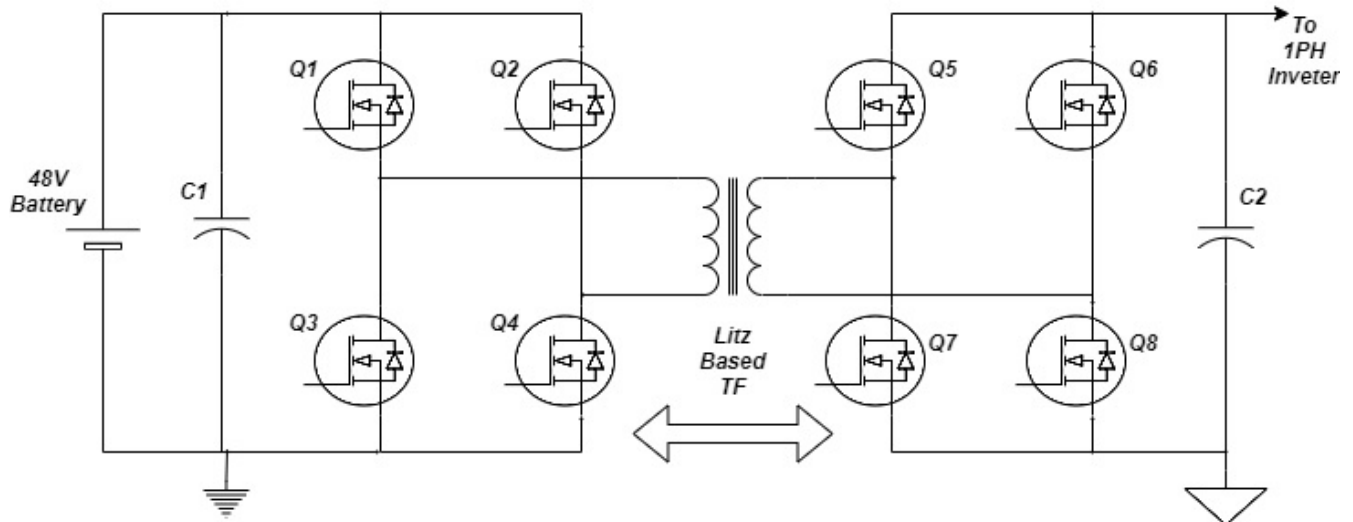 To
1PH
Inveter
Q1
Q2
Q5
Q6
48V
Battery
C1
C2
Q3
Q4
Q7
Q8
Litz
Based
TF